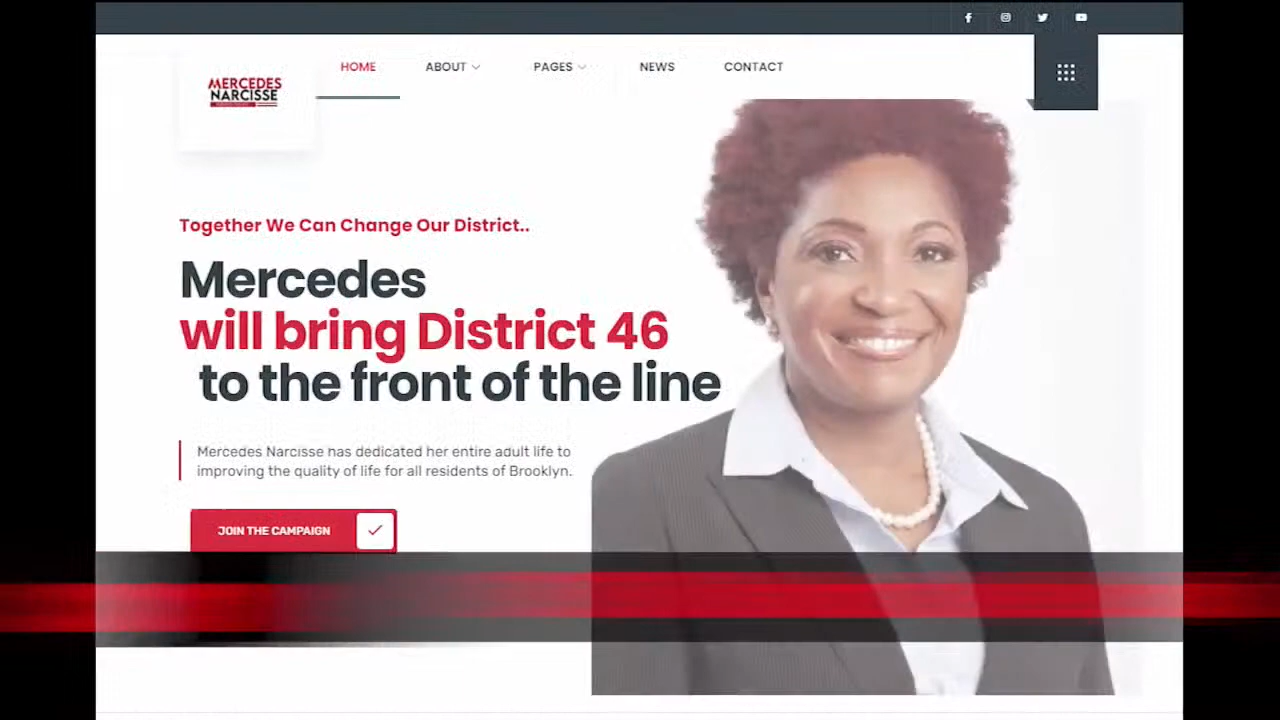 HOME
ABOUT
PAGES
NEWS
CONTACT
MERCEDES
NARCISSE
Together We Can Change Our District..
Mercedes
will bring District 46
to the front of the line
Mercedes Narcisse has dedicated her entire adult life to
improving the quality of life for all residents of Brooklyn.
JOIN THE CAMPAIGN